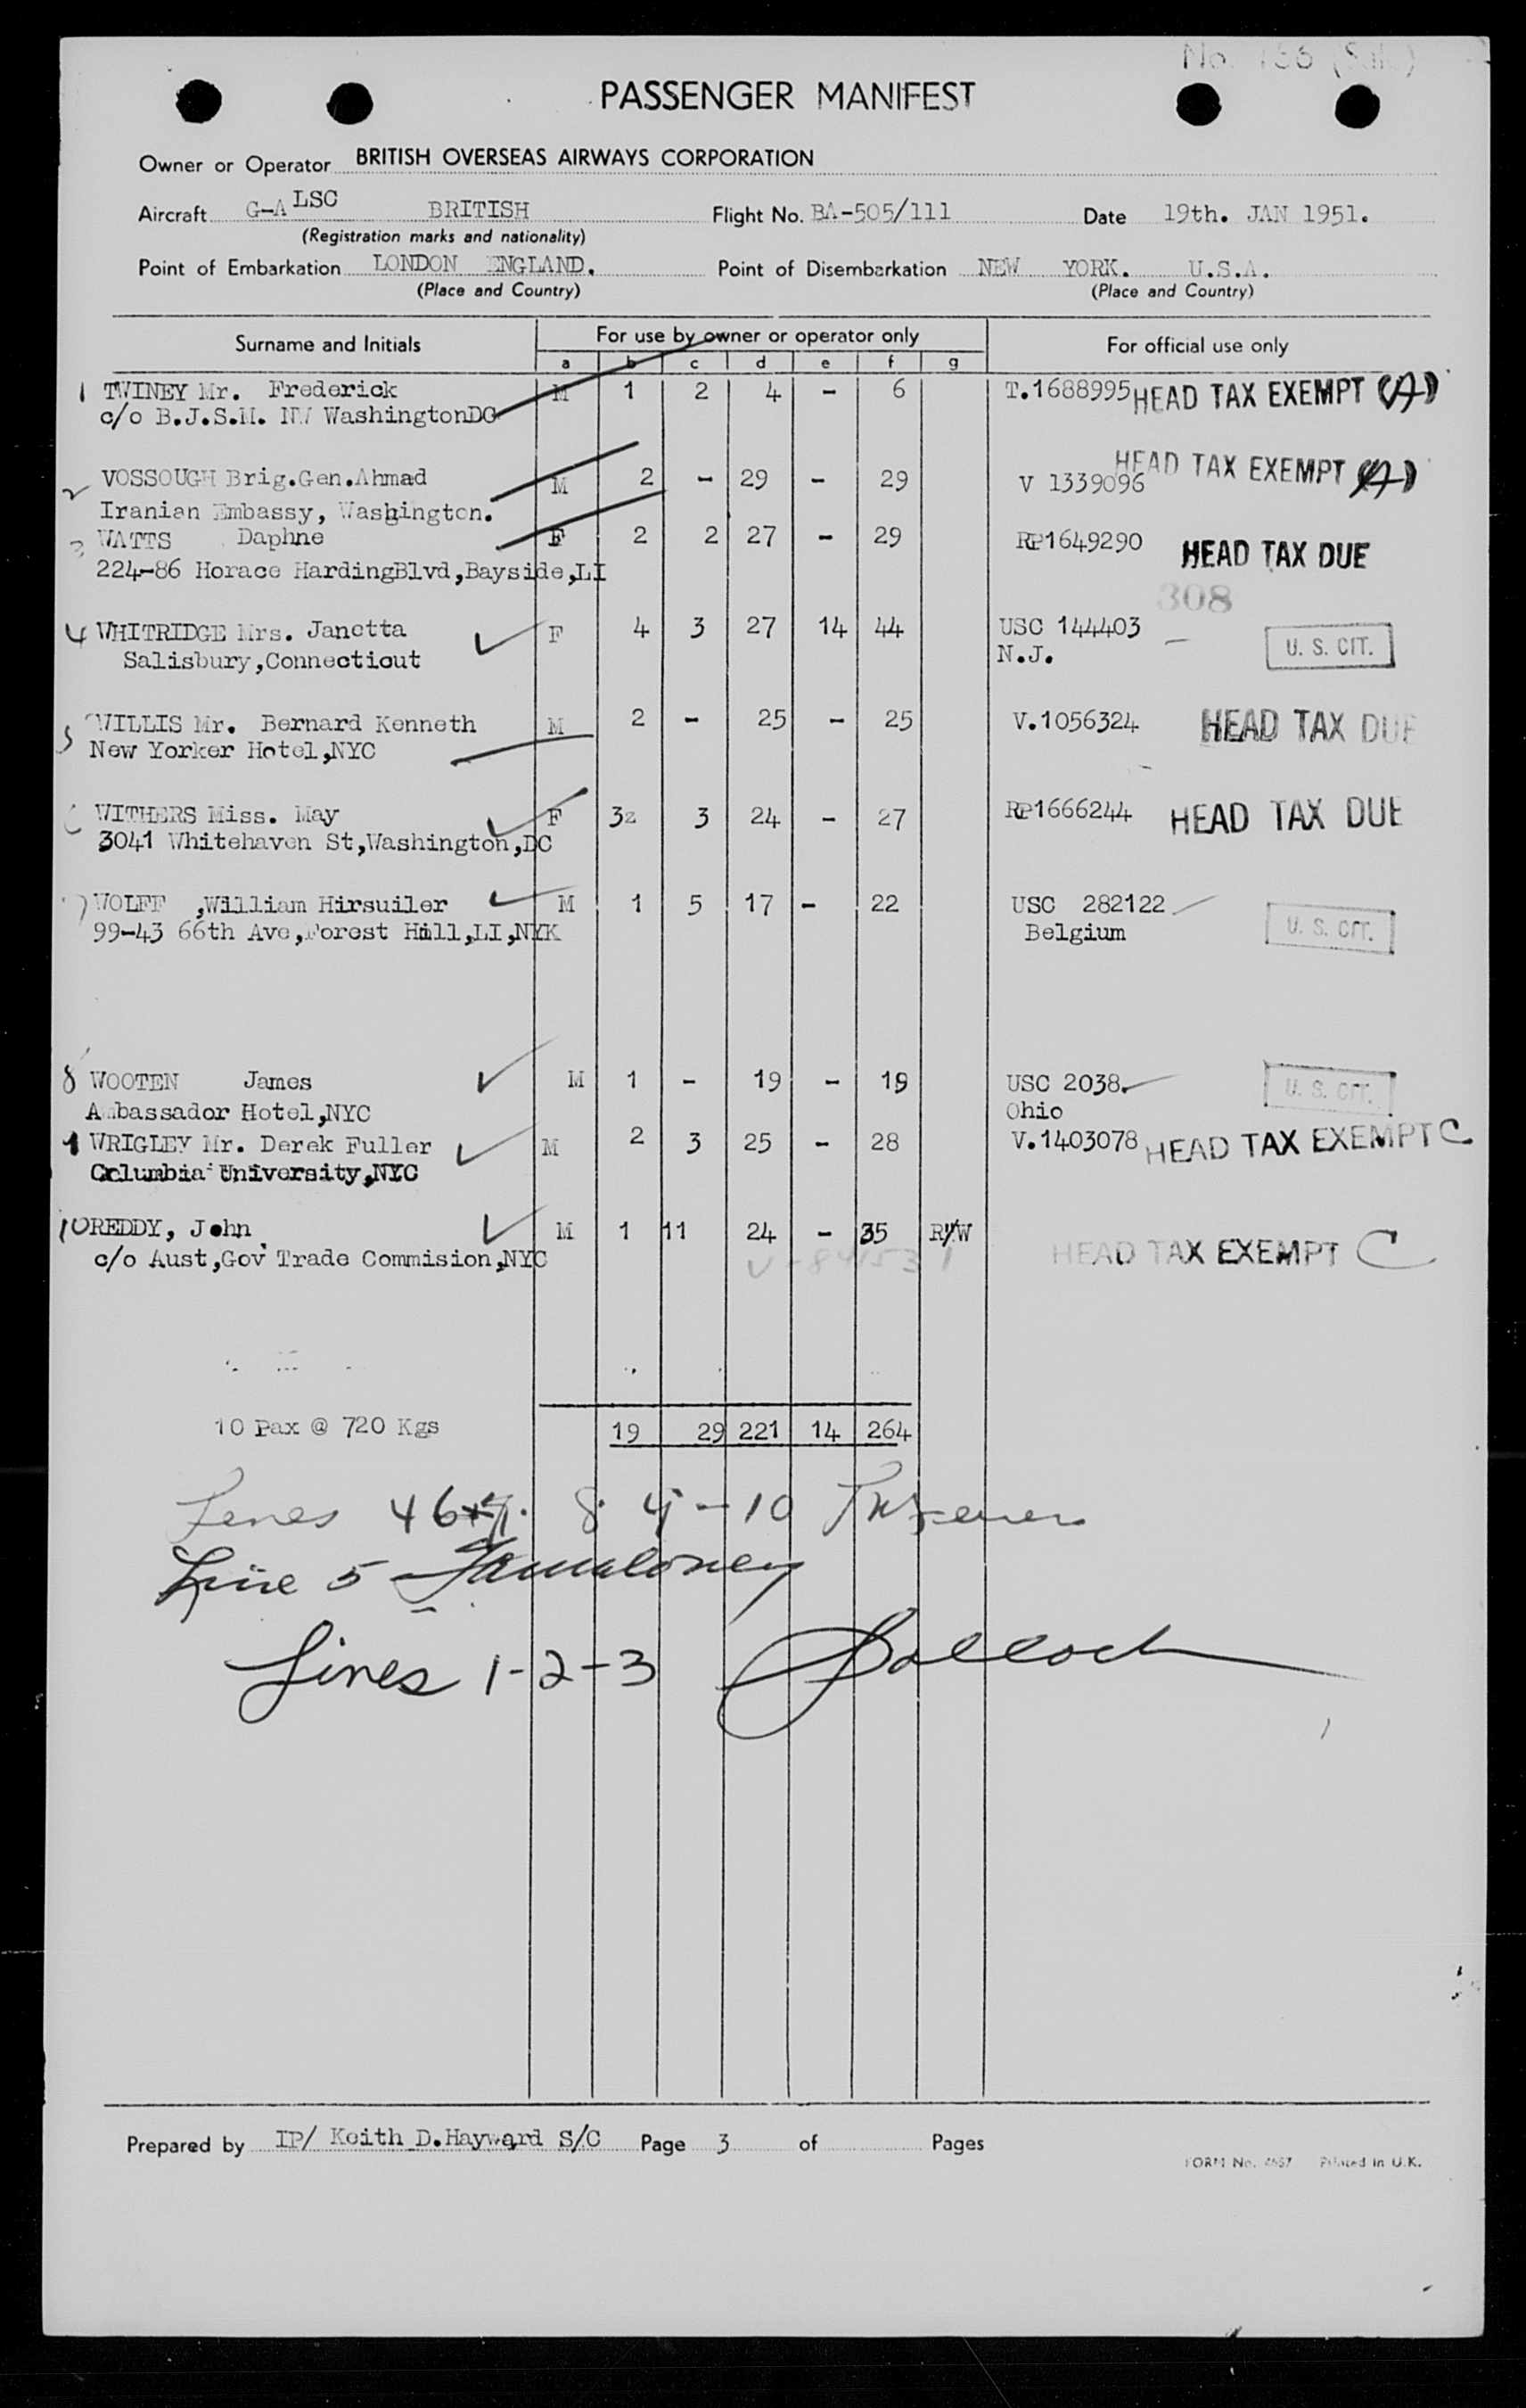 PASSENGER MANIFEST
Owner or Operator BRITISH OVERSEAS AIRWAYS CORPORATION
Aircraft G-ALSC BRITISH Flight No. BA-505/111 Date 19th. JAN 1951.
(Registration marks and nationality)
Point of Embarkation LONDON ENGLAND. Point of Disembarkation NEW YORK. U.S.A.
(Place and Country) (Place and Country)
Surname and Initials For use by owner or operator only For official use only
a b c d e f g
1 TWINEY Mr. Frederick M 1 2 4 - 6 T.1688995 HEAD TAX EXEMPT (A)
c/o B.J.S.M. NW WashingtonDC
2 VOSSOUGH Brig.Gen.Ahmad M 2 - 29 - 29 V 1339096 HEAD TAX EXEMPT (A)
Iranian Embassy, Washington.
3 WATTS Daphne F 2 2 27 - 29 RP1649290 HEAD TAX DUE
224-86 Horace HardingBlvd,Bayside,LI
308
4 WHITRIDGE Mrs. Janetta F 4 3 27 14 44 USC 144403 U. S. CIT.
Salisbury,Connecticut N.J.
5 WILLIS Mr. Bernard Kenneth M 2 - 25 - 25 V.1056324 HEAD TAX DUE
New Yorker Hotel,NYC
6 WITHERS Miss. May F 3z 3 24 - 27 RP1666244 HEAD TAX DUE
3041 Whitehaven St,Washington,DC
7 WOLFF ,William Hirsuiler M 1 5 17 - 22 USC 282122 U. S. CIT.
99-43 66th Ave,Forest Hill,LI,NYK Belgium
8 WOOTEN James M 1 - 19 - 19 USC 2038. U. S. CIT.
Ambassador Hotel,NYC Ohio
WRIGLEY Mr. Derek Fuller M 2 3 25 - 28 V.1403078 HEAD TAX EXEMPT C
Columbia University,NYC
10 REDDY, John M 1 11 24 - 35 R/W
c/o Aust,Gov Trade Commision,NYC V-841531 HEAD TAX EXEMPT C
10 Pax @ 720 Kgs 19 29 221 14 264
Line 5
Lines 1-2-3
Prepared by IP/ Keith D.Hayward S/C Page 3 of Pages
FORM No. Printed in U.K.